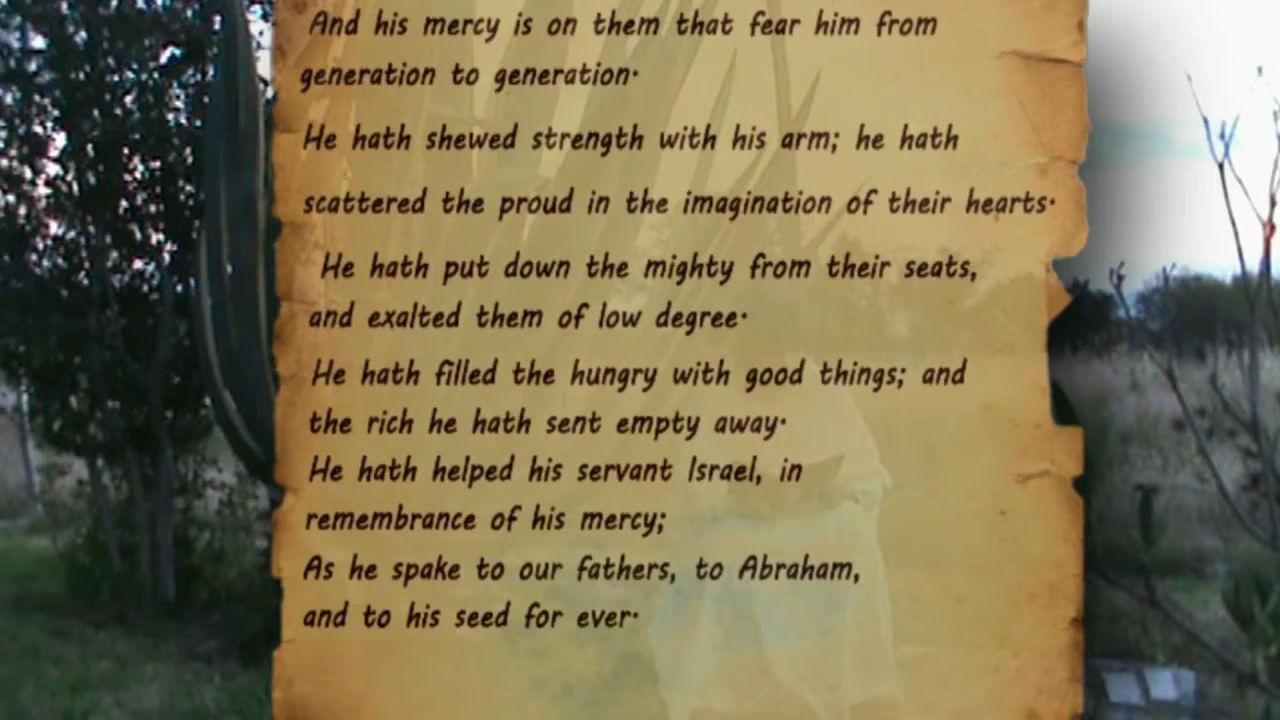 And his mercy is on them that fear him from
generation to generation.
He hath shewed strength with his arm; he hath
scattered the proud in the imagination of their hearts.
He hath put down the mighty from their seats,
and exalted them of low degree.
He hath filled the hungry with good things; and
the rich he hath sent empty away.
He hath helped his servant Israel, in
remembrance of his mercy;
As he spake to our fathers, to Abraham,
and to his seed for ever.